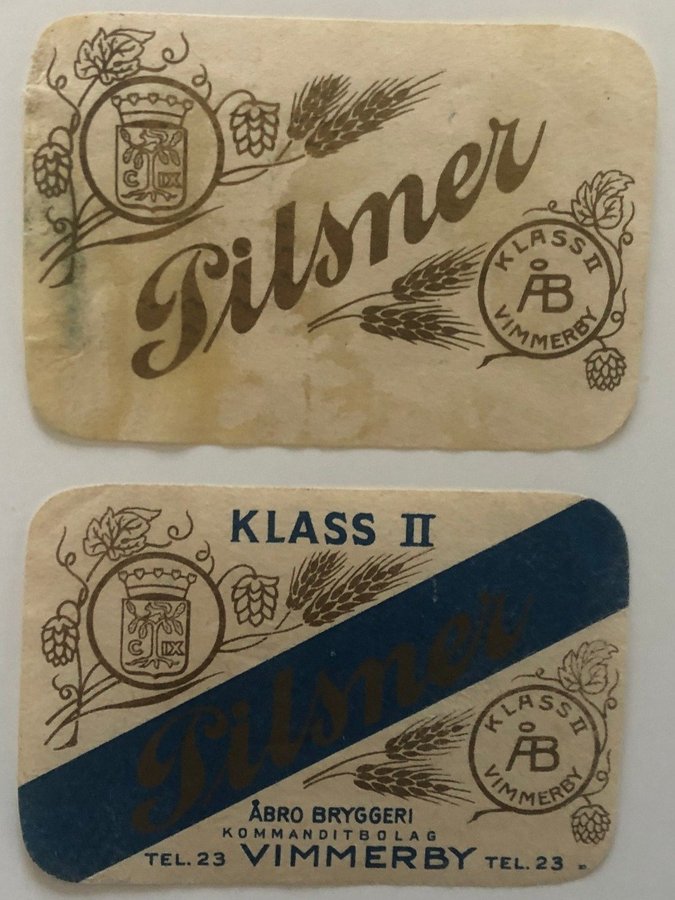 C IX
Pilsner
KLASS II
ÅB
VIMMERBY
KLASS II
C IX
Pilsner
KLASS II
ÅB
VIMMERBY
ÅBRO BRYGGERI
KOMMANDITBOLAG
TEL. 23 VIMMERBY TEL. 23